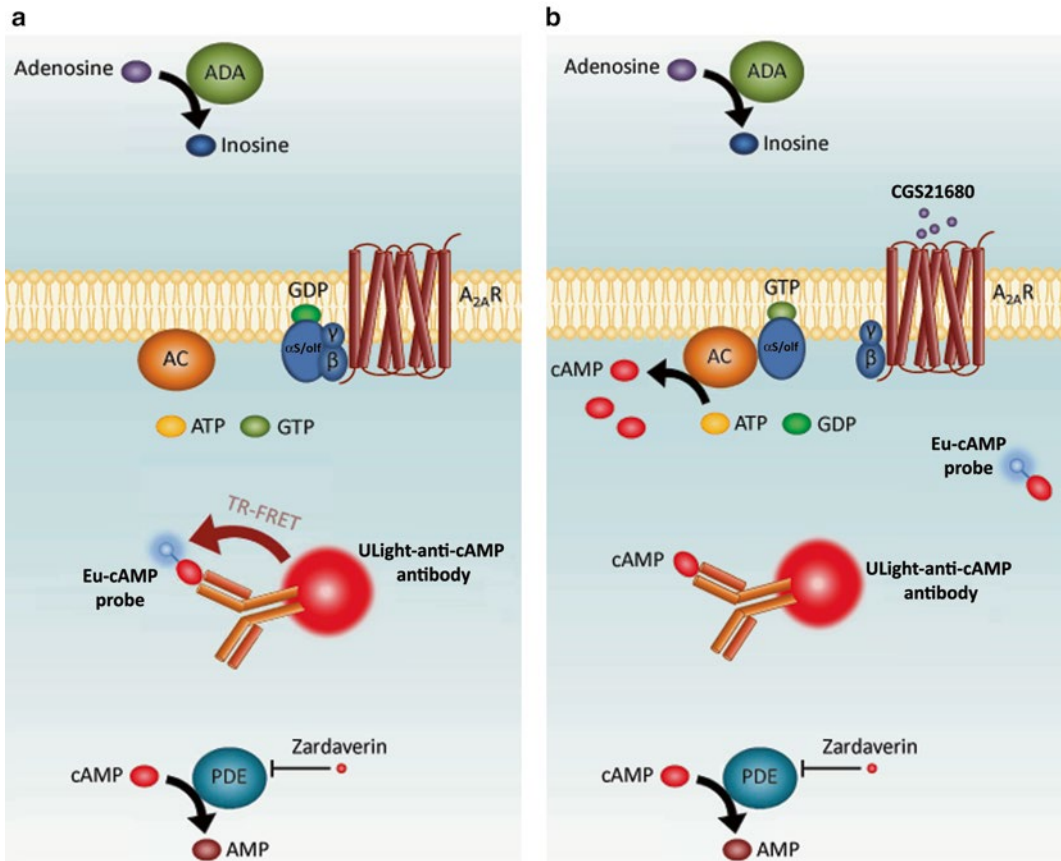 a
Adenosine
ADA
Inosine
GDP
αS/olf
γ
β
A2AR
AC
ATP
GTP
TR-FRET
Eu-cAMP
probe
ULight-anti-cAMP
antibody
cAMP
PDE
Zardaverin
AMP
b
Adenosine
ADA
Inosine
CGS21680
GTP
AC
αS/olf
γ
β
A2AR
cAMP
ATP
GDP
Eu-cAMP
probe
cAMP
ULight-anti-cAMP
antibody
cAMP
PDE
Zardaverin
AMP